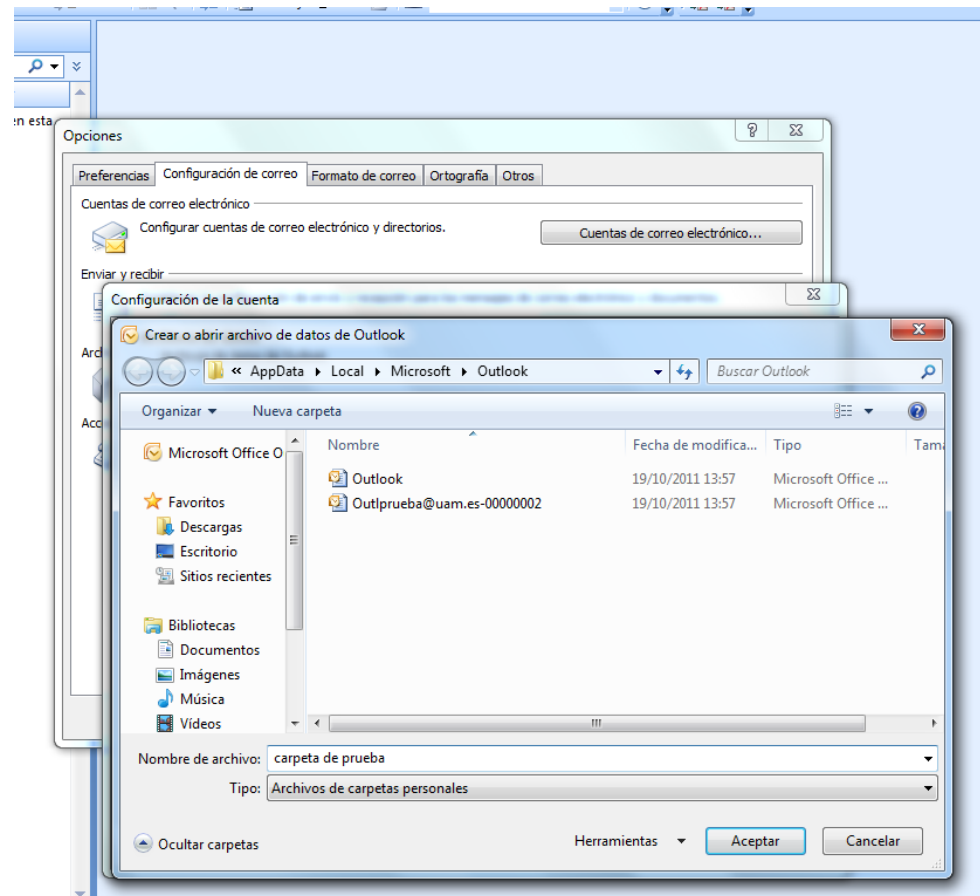 en esta
Opciones
Preferencias Configuración de correo Formato de correo Ortografía Otros
Cuentas de correo electrónico
Configurar cuentas de correo electrónico y directorios.
Cuentas de correo electrónico...
Enviar y recibir
Configuración de la cuenta
Crear o abrir archivo de datos de Outlook
Arc
« AppData Local Microsoft Outlook
Buscar Outlook
Organizar Nueva carpeta
Acc
Microsoft Office O
Nombre Fecha de modifica... Tipo Tama
Outlook 19/10/2011 13:57 Microsoft Office ...
Favoritos
Outlprueba@uam.es-00000002 19/10/2011 13:57 Microsoft Office ...
Descargas
Escritorio
Sitios recientes
Bibliotecas
Documentos
Imágenes
Música
Vídeos
Nombre de archivo: carpeta de prueba
Tipo: Archivos de carpetas personales
Ocultar carpetas
Herramientas Aceptar Cancelar